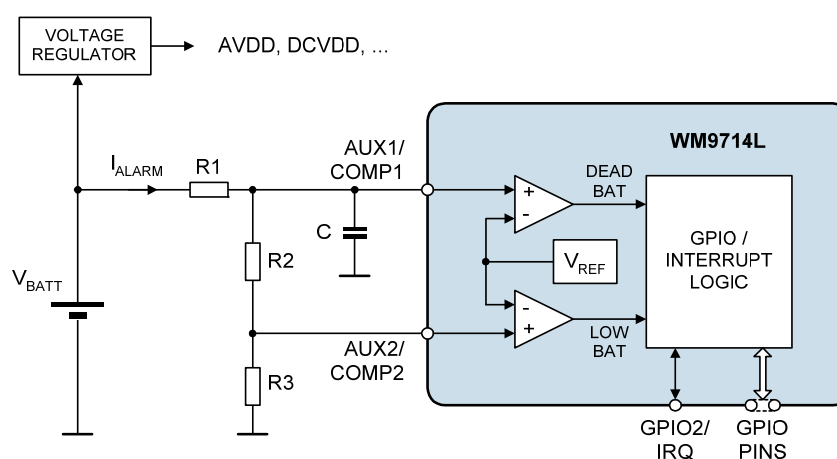 VOLTAGE
REGULATOR
AVDD, DCVDD, ...
I_ALARM
R1
AUX1/
COMP1
WM9714L
DEAD
BAT
+
-
C
R2
V_REF
GPIO /
INTERRUPT
LOGIC
V_BATT
-
+
LOW
BAT
AUX2/
COMP2
R3
GPIO2/
IRQ
GPIO
PINS